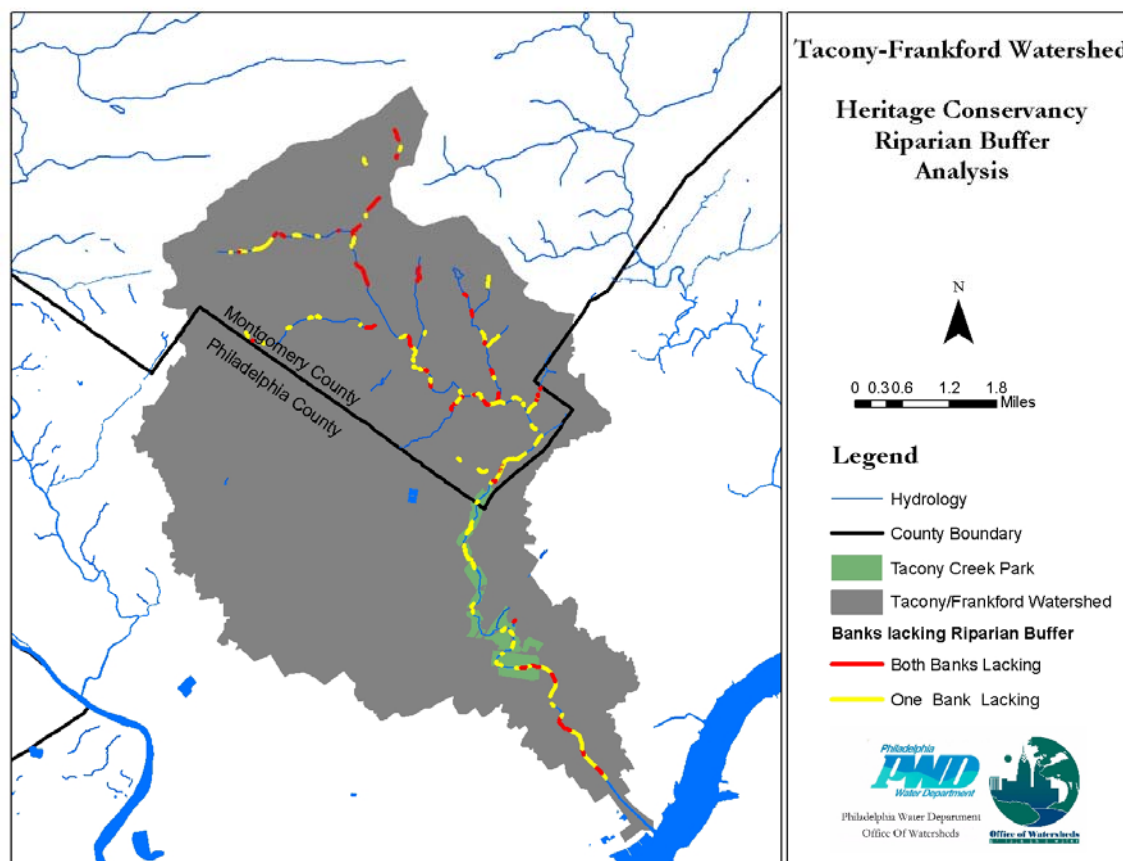 Tacony-Frankford Watershed
Heritage Conservancy
Riparian Buffer
Analysis
N
0 0.3 0.6 1.2 1.8
Miles
Legend
Hydrology
County Boundary
Tacony Creek Park
Tacony/Frankford Watershed
Banks lacking Riparian Buffer
Both Banks Lacking
One Bank Lacking
Philadelphia
PWD
Water Department
Philadelphia Water Department
Office Of Watersheds
Office of Watersheds
Montgomery County
Philadelphia County